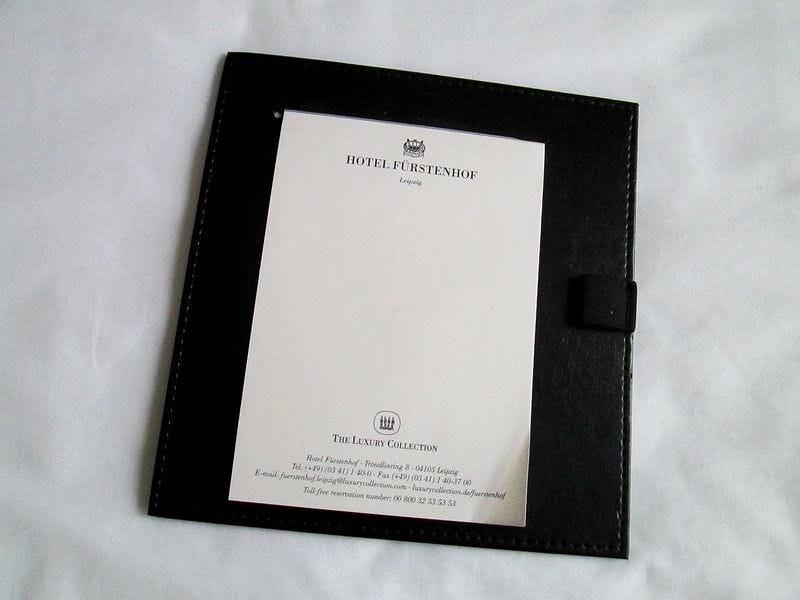 HOTEL FÜRSTENHOF
Leipzig
THE LUXURY COLLECTION
Hotel Fürstenhof · Tröndlinring 8 · 04105 Leipzig
Tel. (+49) (03 41) 1 40-0 · Fax (+49) (03 41) 1 40-37 00
E-mail: fuerstenhof.leipzig@luxurycollection.com · luxurycollection.de/fuerstenhof
Toll-free reservation number: 00 800 32 53 53 53